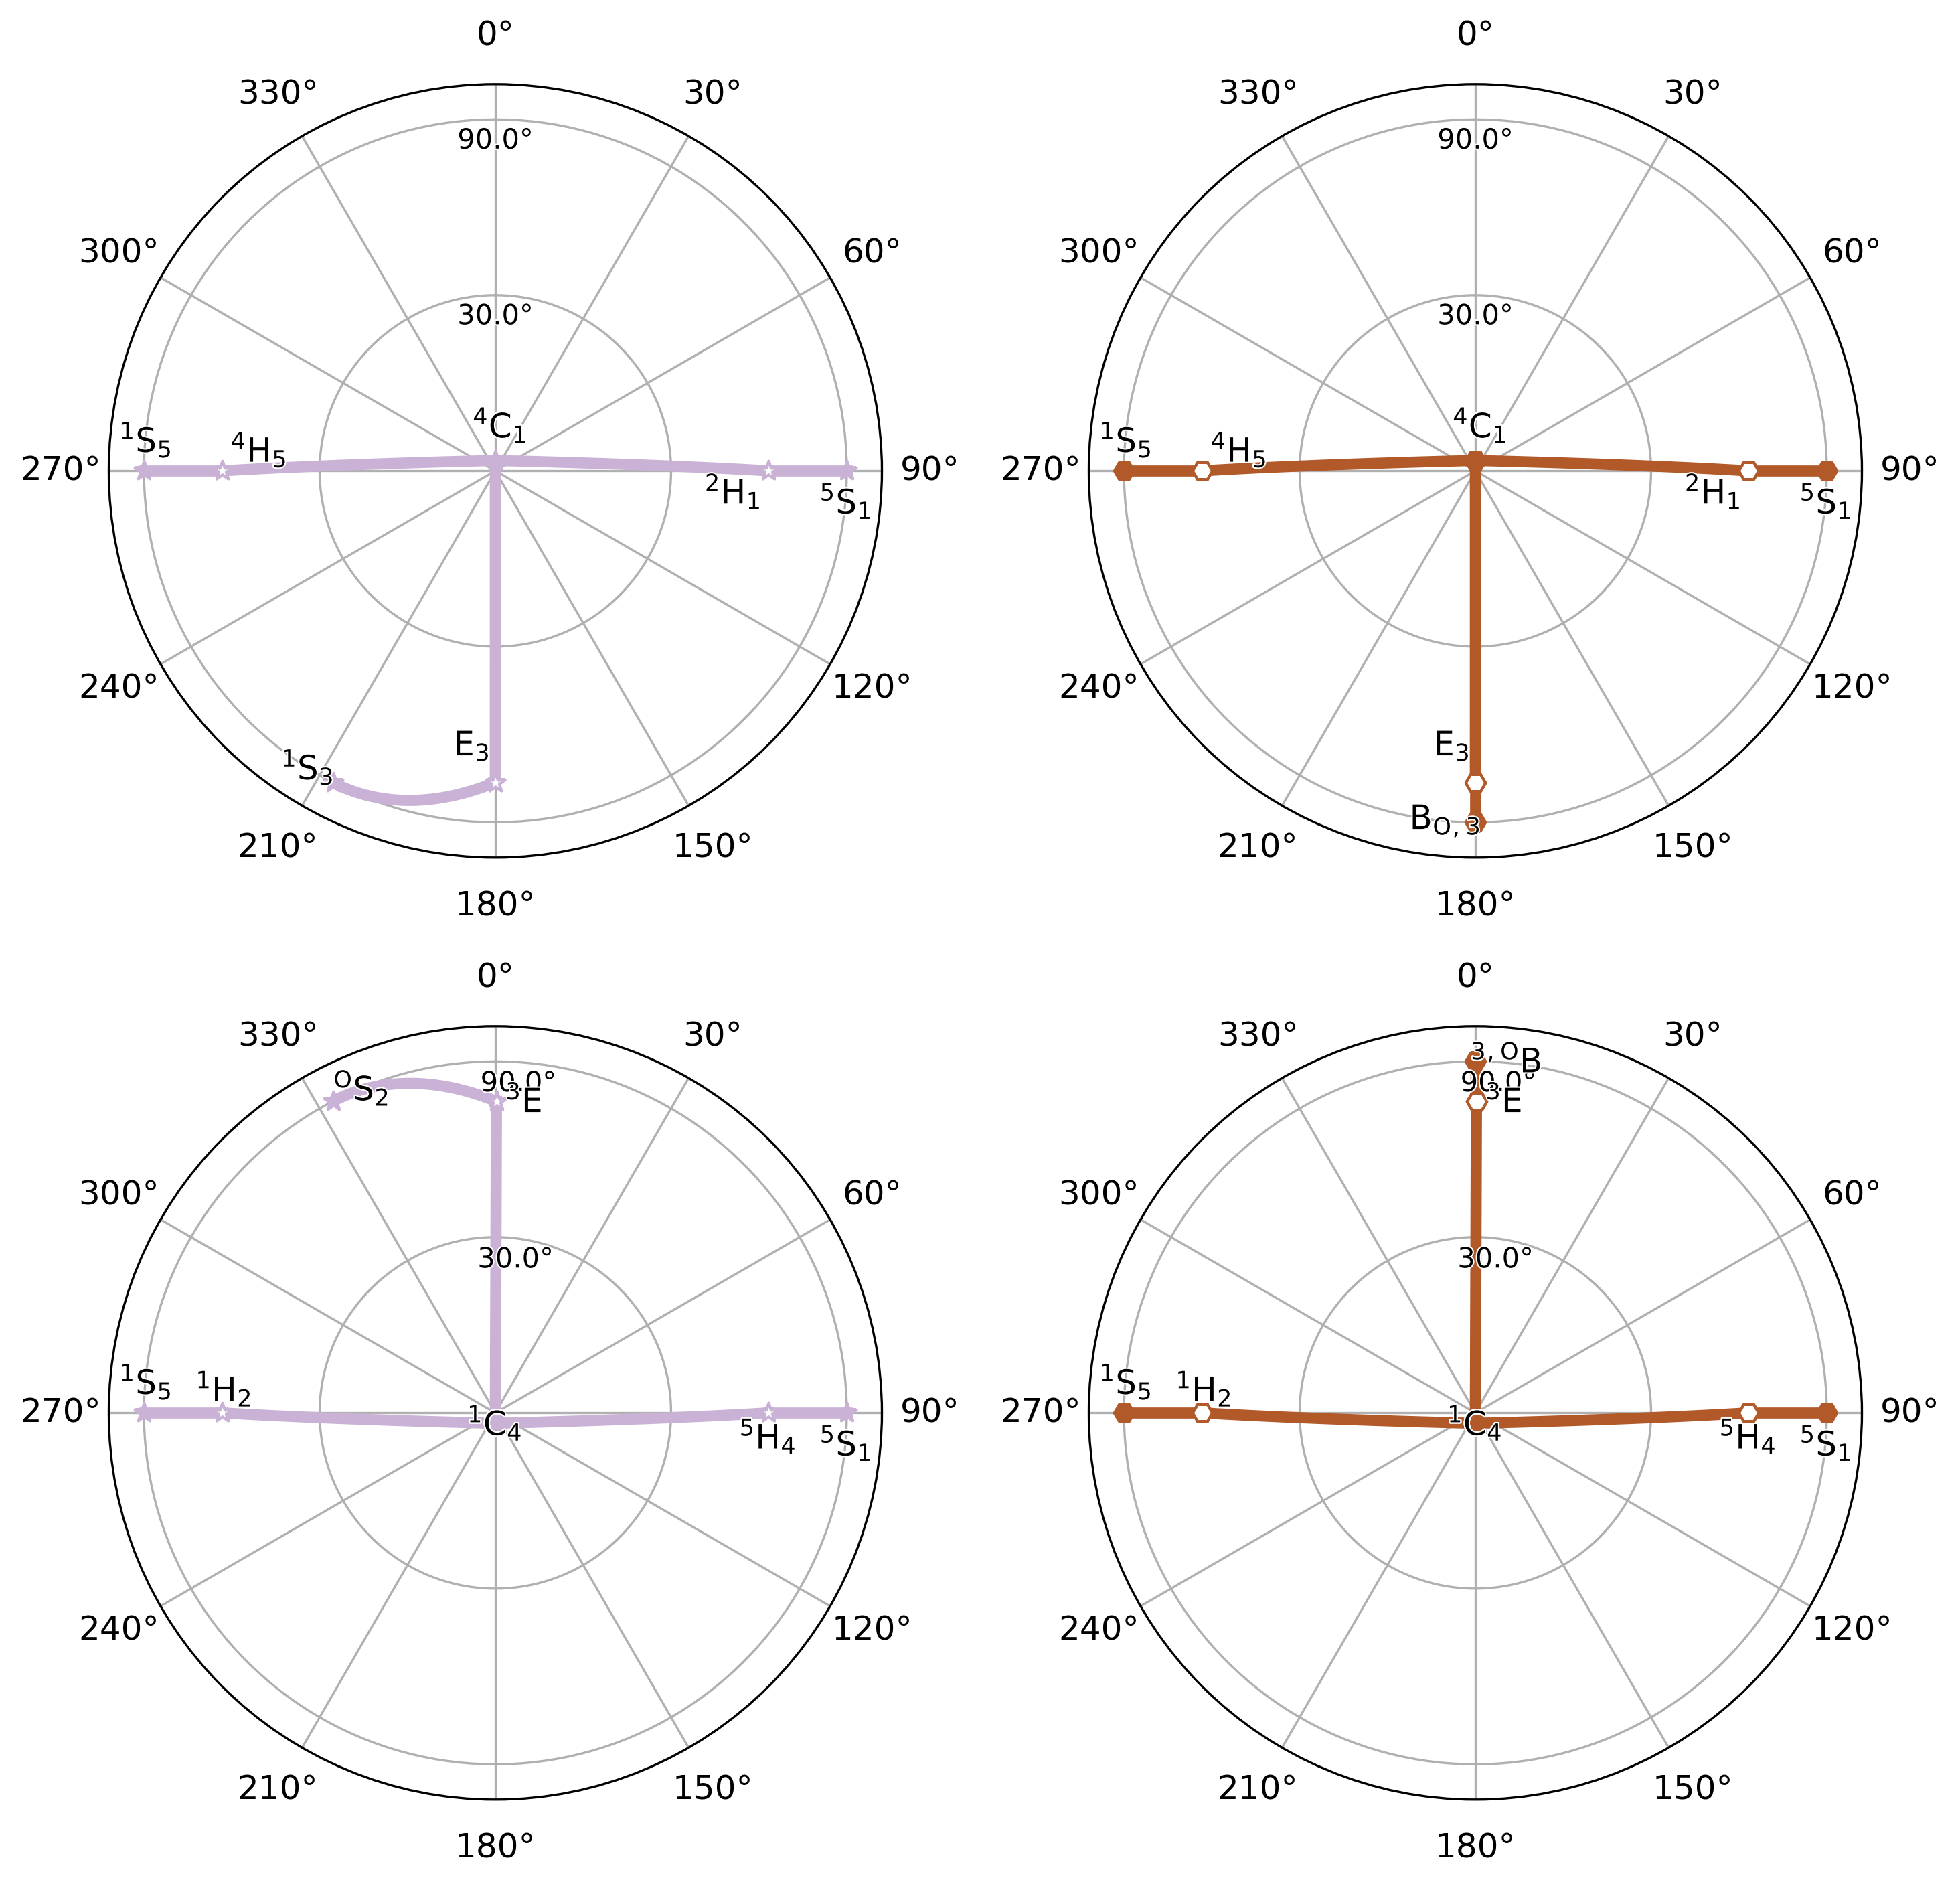 0° 0°
330° 30° 330° 30°
90.0° 90.0°
300° 60° 300° 60°
30.0° 30.0°
⁴C₁ ⁴C₁
¹S₅ ⁴H₅ ¹S₅ ⁴H₅
270° 90° 270° 90°
²H₁ ⁵S₁ ²H₁ ⁵S₁
240° 120° 240° 120°
E₃ E₃
¹S₃ B_O, 3
210° 150° 210° 150°
180° 180°
0° 0°
330° 30° 330° 30°
³,ᴼB
90.0° 90.0°
ᴼS₂ ³E ³E
300° 60° 300° 60°
30.0° 30.0°
¹S₅ ¹H₂ ¹S₅ ¹H₂
270° 90° 270° 90°
¹C₄ ⁵H₄ ⁵S₁ ¹C₄ ⁵H₄ ⁵S₁
240° 120° 240° 120°
210° 150° 210° 150°
180° 180°